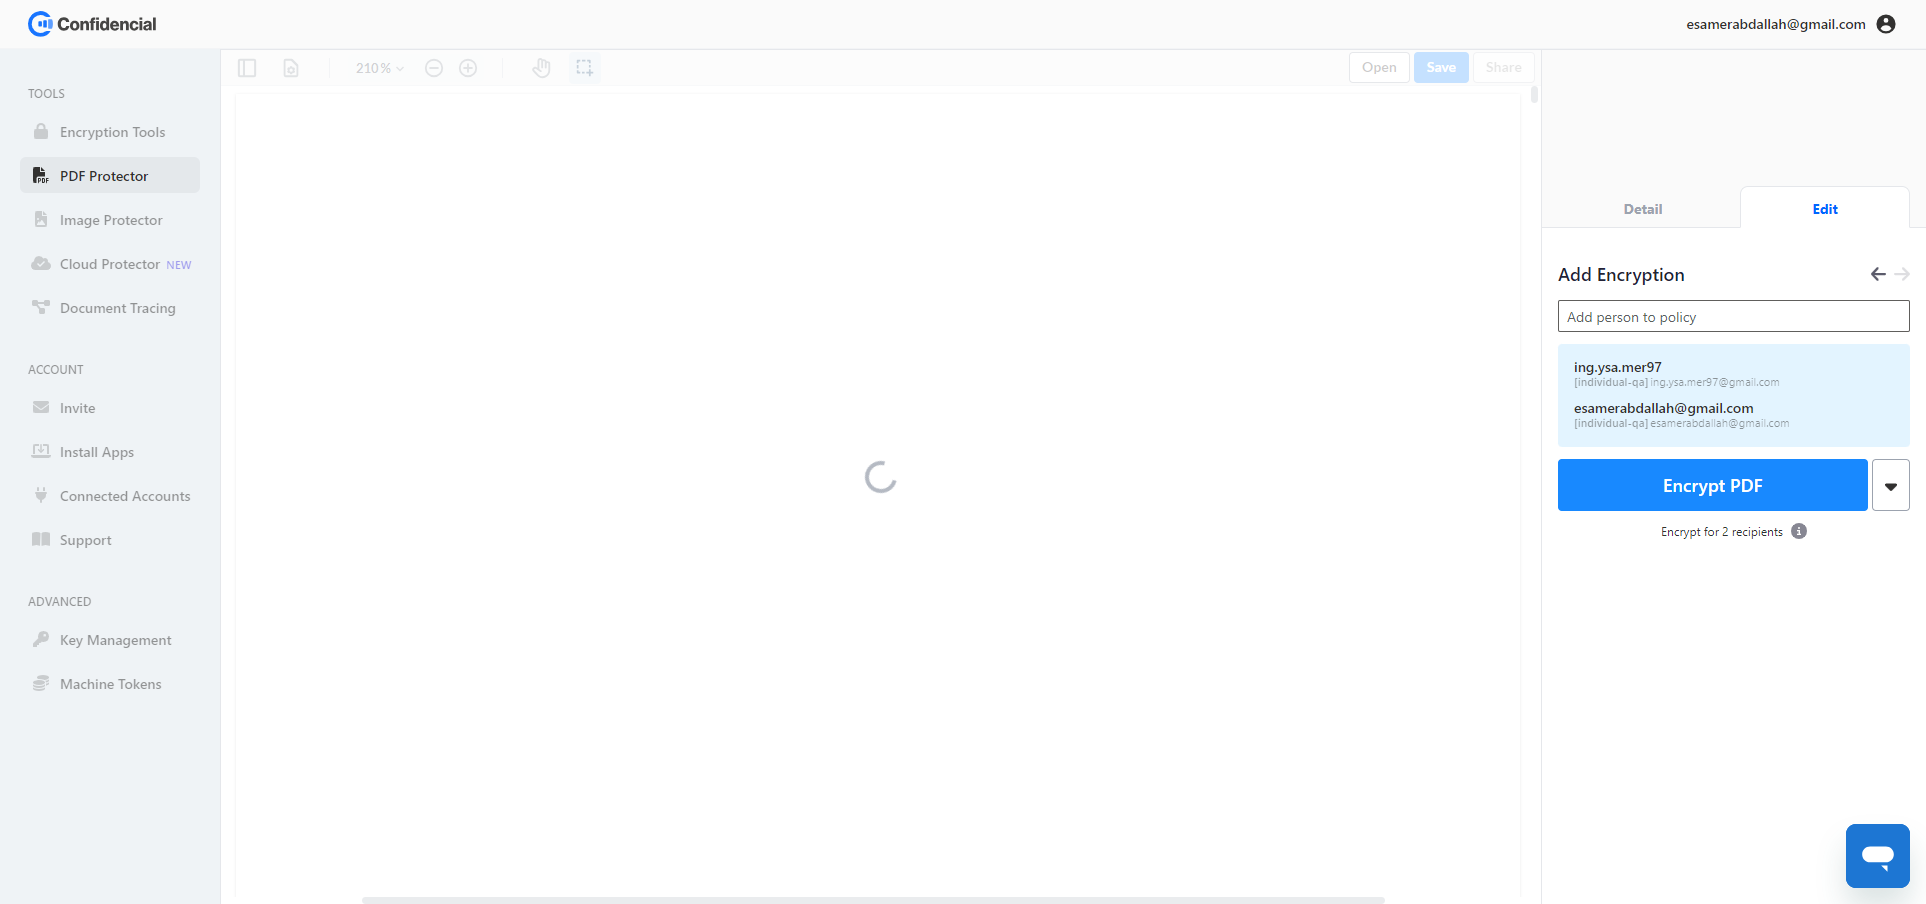 Confidencial
esamerabdallah@gmail.com
TOOLS
Encryption Tools
PDF Protector
Image Protector
Cloud Protector NEW
Document Tracing
ACCOUNT
Invite
Install Apps
Connected Accounts
Support
ADVANCED
Key Management
Machine Tokens
210%
Open
Save
Share
Detail
Edit
Add Encryption
Add person to policy
ing.ysa.mer97
[individual-qa] ing.ysa.mer97@gmail.com
esamerabdallah@gmail.com
[individual-qa] esamerabdallah@gmail.com
Encrypt PDF
Encrypt for 2 recipients